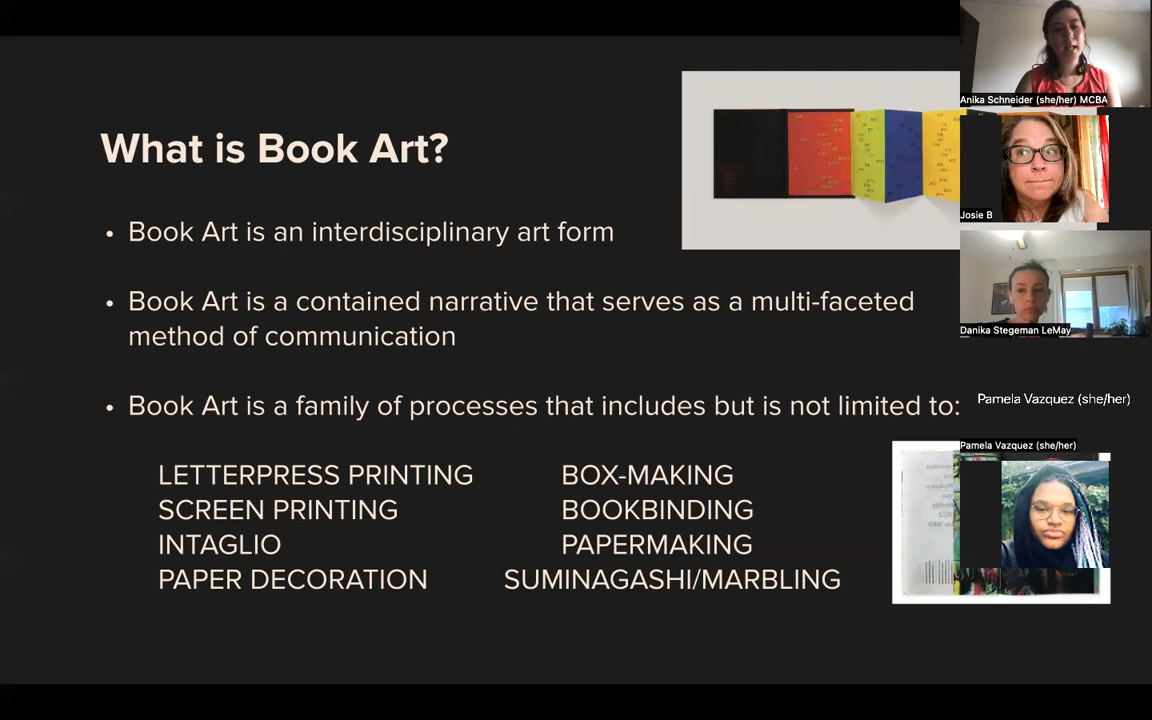 What is Book Art?
• Book Art is an interdisciplinary art form
• Book Art is a contained narrative that serves as a multi-faceted
method of communication
• Book Art is a family of processes that includes but is not limited to:
LETTERPRESS PRINTING
SCREEN PRINTING
INTAGLIO
PAPER DECORATION
BOX-MAKING
BOOKBINDING
PAPERMAKING
SUMINAGASHI/MARBLING
Anika Schneider (she/her) MCBA
Josie B
Danika Stegeman LeMay
Pamela Vazquez (she/her)
Pamela Vazquez (she/her)